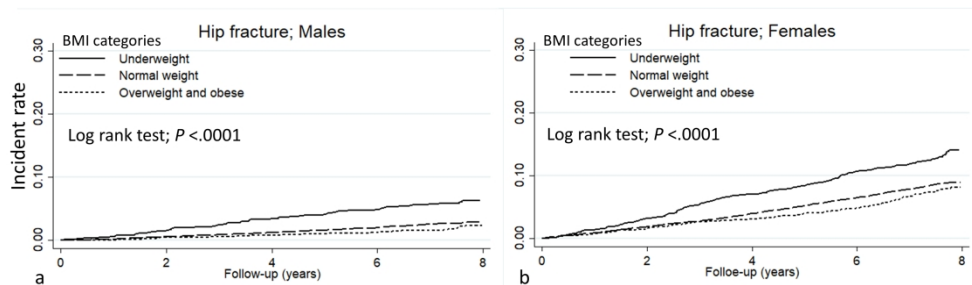 Hip fracture; Males
BMI categories
Underweight
Normal weight
Overweight and obese
Log rank test; P <.0001
Incident rate
0.30
0.20
0.10
0.00
0 2 4 6 8
Follow-up (years)
a
Hip fracture; Females
BMI categories
Underweight
Normal weight
Overweight and obese
Log rank test; P <.0001
0.30
0.20
0.10
0.00
0 2 4 6 8
Folloe-up (years)
b